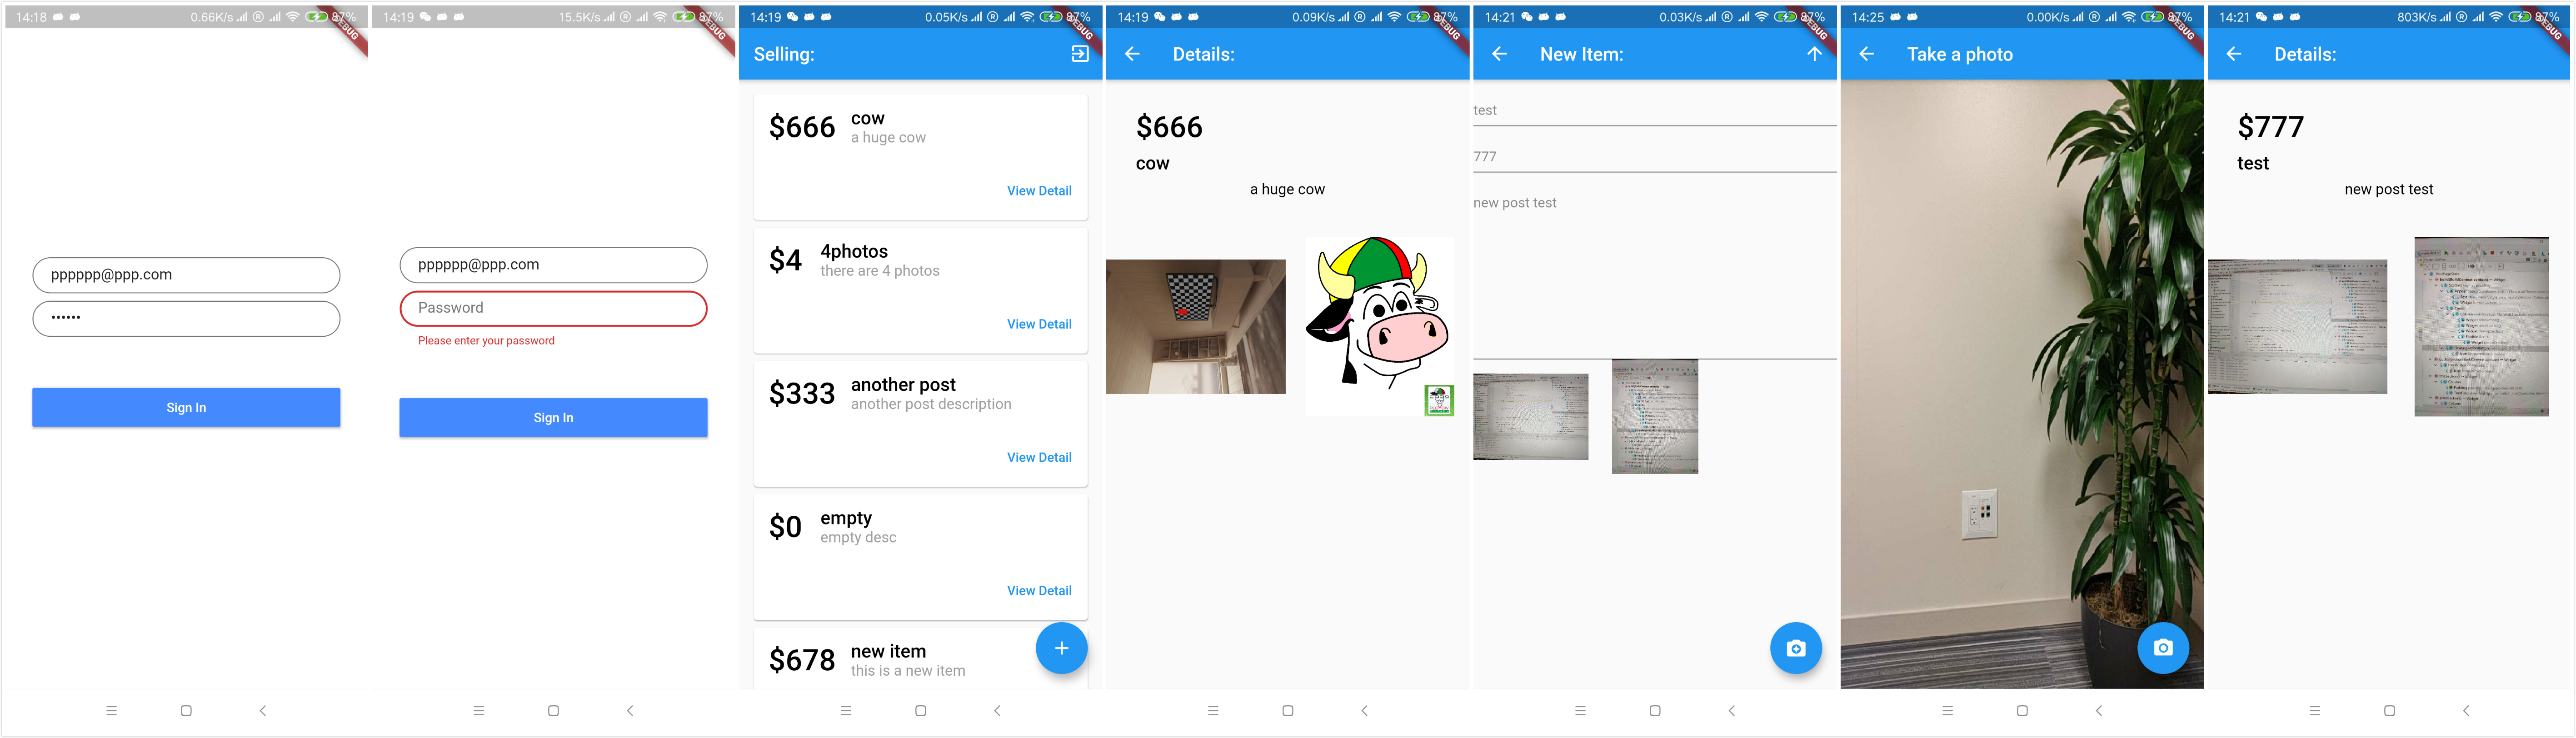 14:18 0.66K/s 87%
DEBUG
pppppp@ppp.com
••••••
Sign In
14:19 15.5K/s 87%
DEBUG
pppppp@ppp.com
Password
Please enter your password
Sign In
14:19 0.05K/s 87%
DEBUG
Selling:
$666 cow
a huge cow
View Detail
$4 4photos
there are 4 photos
View Detail
$333 another post
another post description
View Detail
$0 empty
empty desc
View Detail
$678 new item
this is a new item
14:19 0.09K/s 87%
DEBUG
Details:
$666
cow
a huge cow
14:21 0.03K/s 87%
DEBUG
New Item:
test
777
new post test
14:25 0.00K/s 87%
DEBUG
Take a photo
14:21 803K/s 87%
DEBUG
Details:
$777
test
new post test